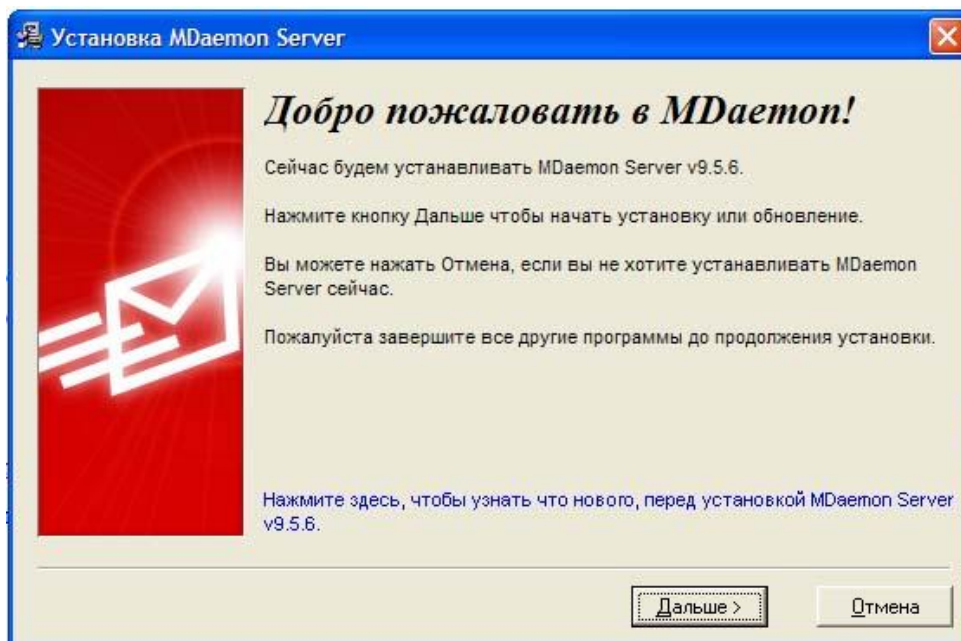 Установка MDaemon Server
Добро пожаловать в MDaemon!
Сейчас будем устанавливать MDaemon Server v9.5.6.
Нажмите кнопку Дальше чтобы начать установку или обновление.
Вы можете нажать Отмена, если вы не хотите устанавливать MDaemon
Server сейчас.
Пожалуйста завершите все другие программы до продолжения установки.
Нажмите здесь, чтобы узнать что нового, перед установкой MDaemon Server
v9.5.6.
Дальше >
Отмена